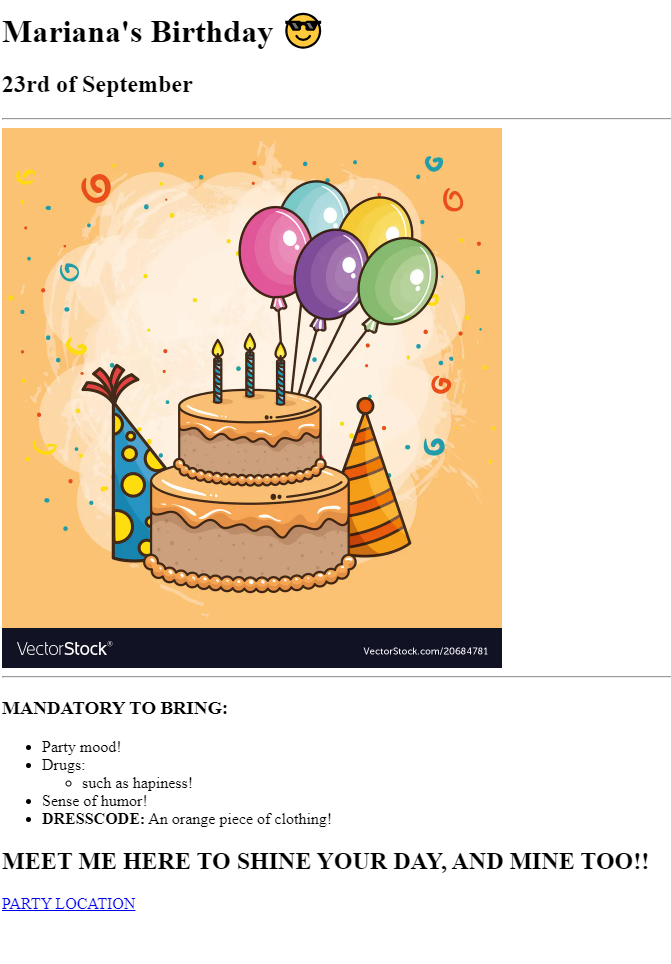 Mariana's Birthday 😎
23rd of September
VectorStock®
VectorStock.com/20684781
MANDATORY TO BRING:
Party mood!
Drugs:
such as hapiness!
Sense of humor!
DRESSCODE: An orange piece of clothing!
MEET ME HERE TO SHINE YOUR DAY, AND MINE TOO!!
PARTY LOCATION